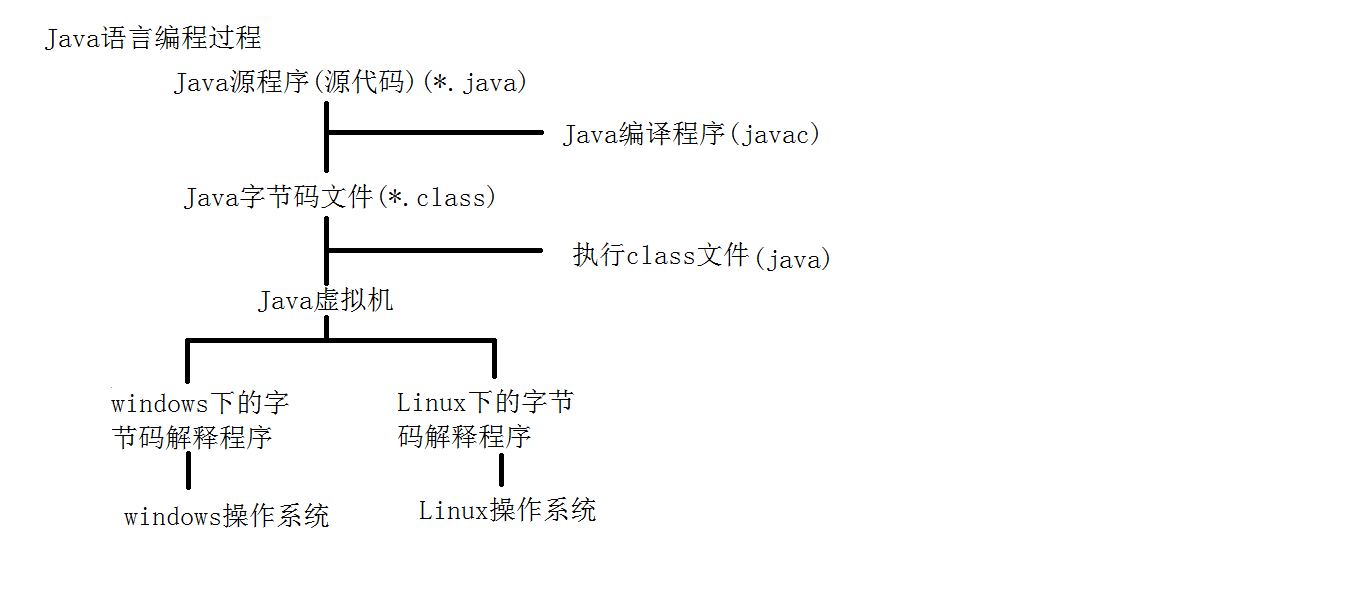 Java语言编程过程
Java源程序(源代码)(*.java)
Java编译程序(javac)
Java字节码文件(*.class)
执行class文件(java)
Java虚拟机
windows下的字
节码解释程序
Linux下的字节
码解释程序
windows操作系统
Linux操作系统